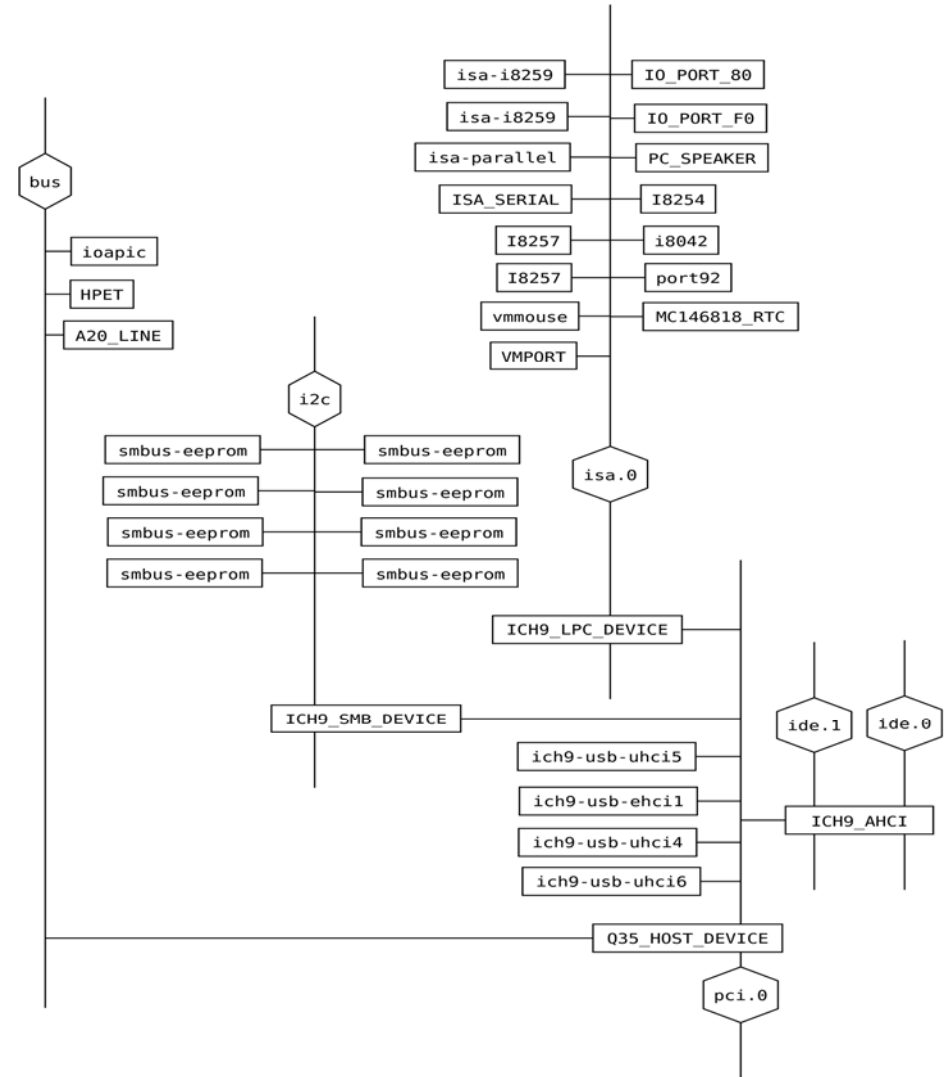 isa-i8259
IO_PORT_80
isa-i8259
IO_PORT_F0
isa-parallel
PC_SPEAKER
bus
ISA_SERIAL
I8254
I8257
i8042
ioapic
I8257
port92
HPET
vmmouse
MC146818_RTC
A20_LINE
VMPORT
i2c
smbus-eeprom
smbus-eeprom
isa.0
smbus-eeprom
smbus-eeprom
smbus-eeprom
smbus-eeprom
smbus-eeprom
smbus-eeprom
ICH9_LPC_DEVICE
ICH9_SMB_DEVICE
ide.1
ide.0
ich9-usb-uhci5
ich9-usb-ehci1
ICH9_AHCI
ich9-usb-uhci4
ich9-usb-uhci6
Q35_HOST_DEVICE
pci.0